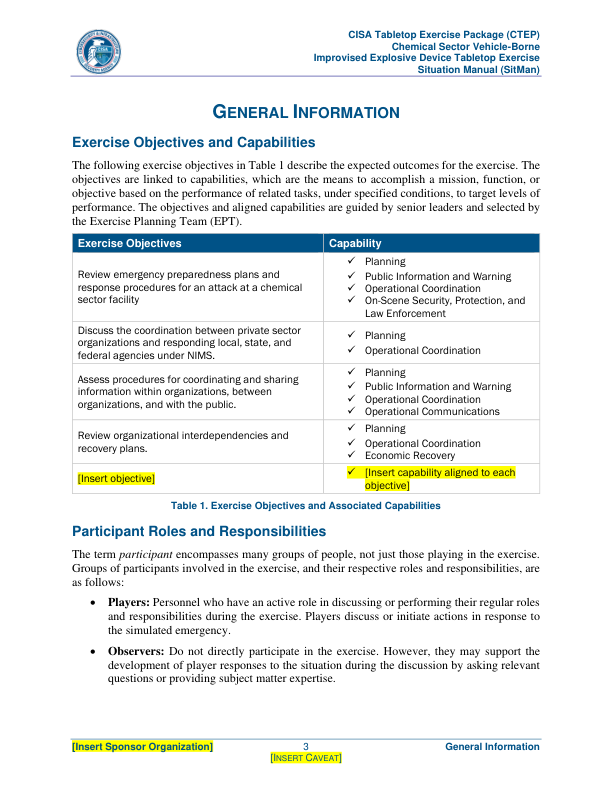 CISA Tabletop Exercise Package (CTEP)
Chemical Sector Vehicle-Borne
Improvised Explosive Device Tabletop Exercise
Situation Manual (SitMan)
GENERAL INFORMATION
Exercise Objectives and Capabilities
The following exercise objectives in Table 1 describe the expected outcomes for the exercise. The
objectives are linked to capabilities, which are the means to accomplish a mission, function, or
objective based on the performance of related tasks, under specified conditions, to target levels of
performance. The objectives and aligned capabilities are guided by senior leaders and selected by
the Exercise Planning Team (EPT).
Exercise Objectives
Capability
Review emergency preparedness plans and
response procedures for an attack at a chemical
sector facility
✓ Planning
✓ Public Information and Warning
✓ Operational Coordination
✓ On-Scene Security, Protection, and
Law Enforcement
Discuss the coordination between private sector
organizations and responding local, state, and
federal agencies under NIMS.
✓ Planning
✓ Operational Coordination
Assess procedures for coordinating and sharing
information within organizations, between
organizations, and with the public.
✓ Planning
✓ Public Information and Warning
✓ Operational Coordination
✓ Operational Communications
Review organizational interdependencies and
recovery plans.
✓ Planning
✓ Operational Coordination
✓ Economic Recovery
[Insert objective]
✓ [Insert capability aligned to each
objective]
Table 1. Exercise Objectives and Associated Capabilities
Participant Roles and Responsibilities
The term participant encompasses many groups of people, not just those playing in the exercise.
Groups of participants involved in the exercise, and their respective roles and responsibilities, are
as follows:
• Players: Personnel who have an active role in discussing or performing their regular roles
and responsibilities during the exercise. Players discuss or initiate actions in response to
the simulated emergency.
• Observers: Do not directly participate in the exercise. However, they may support the
development of player responses to the situation during the discussion by asking relevant
questions or providing subject matter expertise.
[Insert Sponsor Organization]
3
General Information
[INSERT CAVEAT]